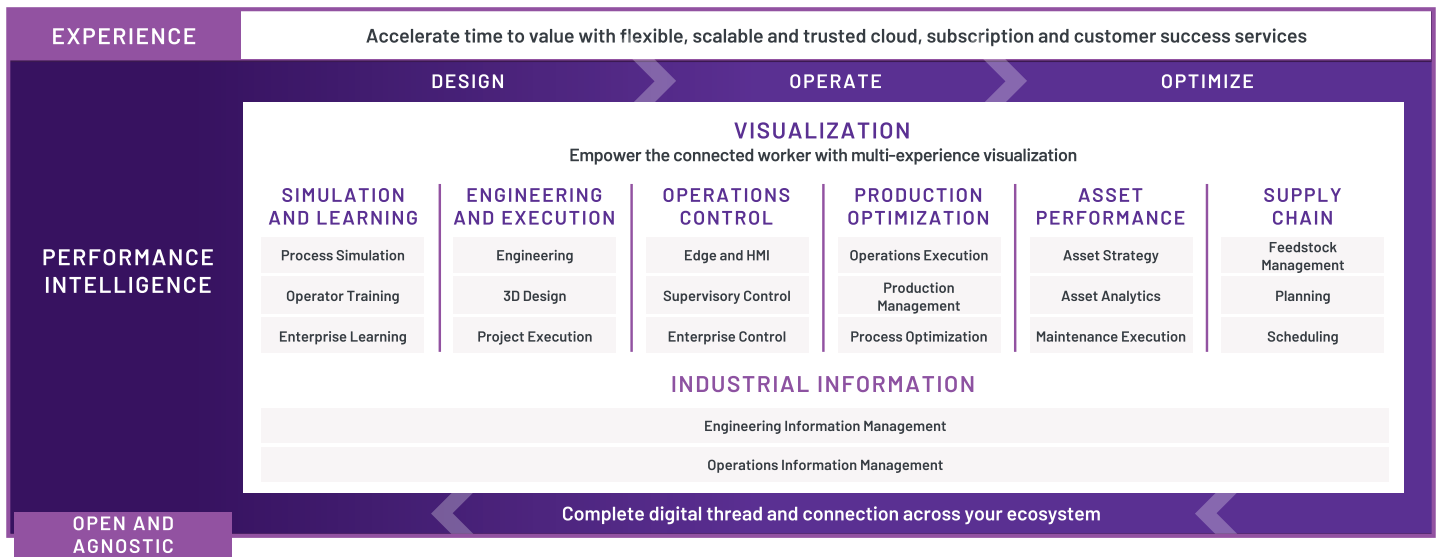 EXPERIENCE
Accelerate time to value with flexible, scalable and trusted cloud, subscription and customer success services
DESIGN
OPERATE
OPTIMIZE
PERFORMANCE
INTELLIGENCE
VISUALIZATION
Empower the connected worker with multi-experience visualization
SIMULATION
AND LEARNING
Process Simulation
Operator Training
Enterprise Learning
ENGINEERING
AND EXECUTION
Engineering
3D Design
Project Execution
OPERATIONS
CONTROL
Edge and HMI
Supervisory Control
Enterprise Control
PRODUCTION
OPTIMIZATION
Operations Execution
Production
Management
Process Optimization
ASSET
PERFORMANCE
Asset Strategy
Asset Analytics
Maintenance Execution
SUPPLY
CHAIN
Feedstock
Management
Planning
Scheduling
INDUSTRIAL INFORMATION
Engineering Information Management
Operations Information Management
OPEN AND
AGNOSTIC
Complete digital thread and connection across your ecosystem